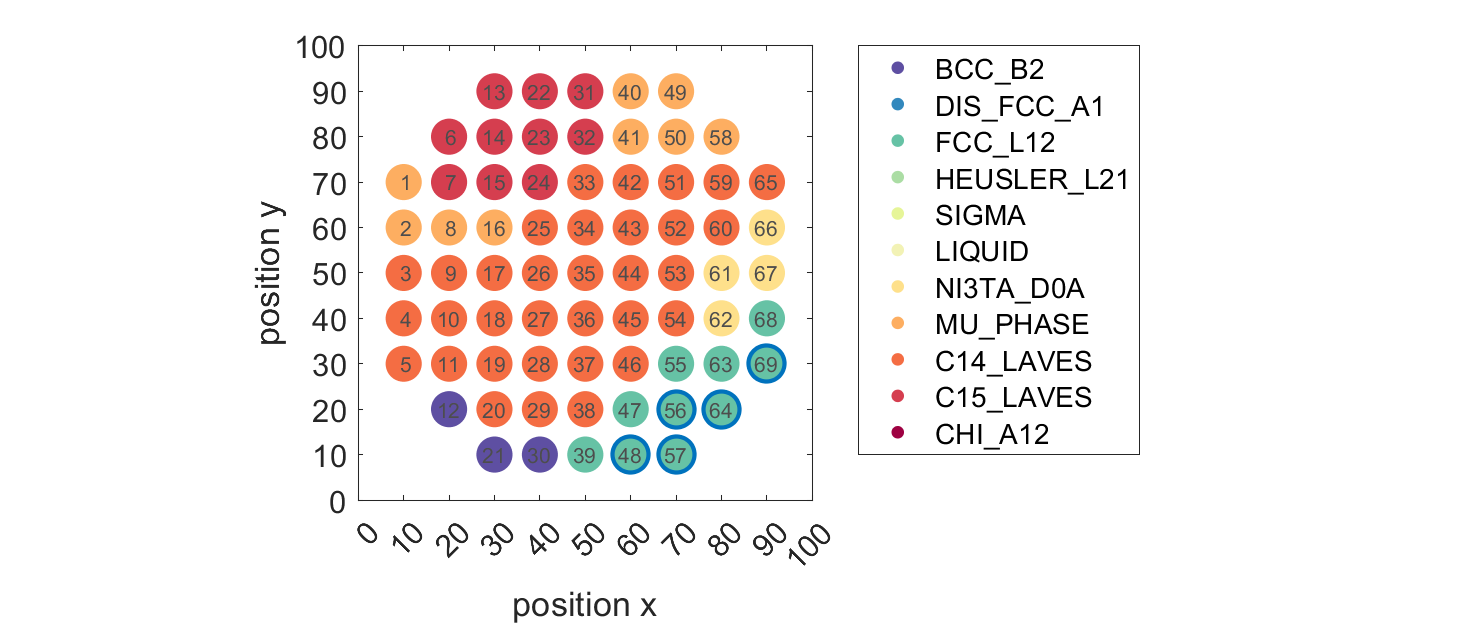 100
90
80
70
60
50
40
30
20
10
0
position y
13 22 31 40 49
6 14 23 32 41 50 58
1 7 15 24 33 42 51 59 65
2 8 16 25 34 43 52 60 66
3 9 17 26 35 44 53 61 67
4 10 18 27 36 45 54 62 68
5 11 19 28 37 46 55 63 69
12 20 29 38 47 56 64
21 30 39 48 57
0 10 20 30 40 50 60 70 80 90 100
position x
BCC_B2
DIS_FCC_A1
FCC_L12
HEUSLER_L21
SIGMA
LIQUID
NI3TA_D0A
MU_PHASE
C14_LAVES
C15_LAVES
CHI_A12